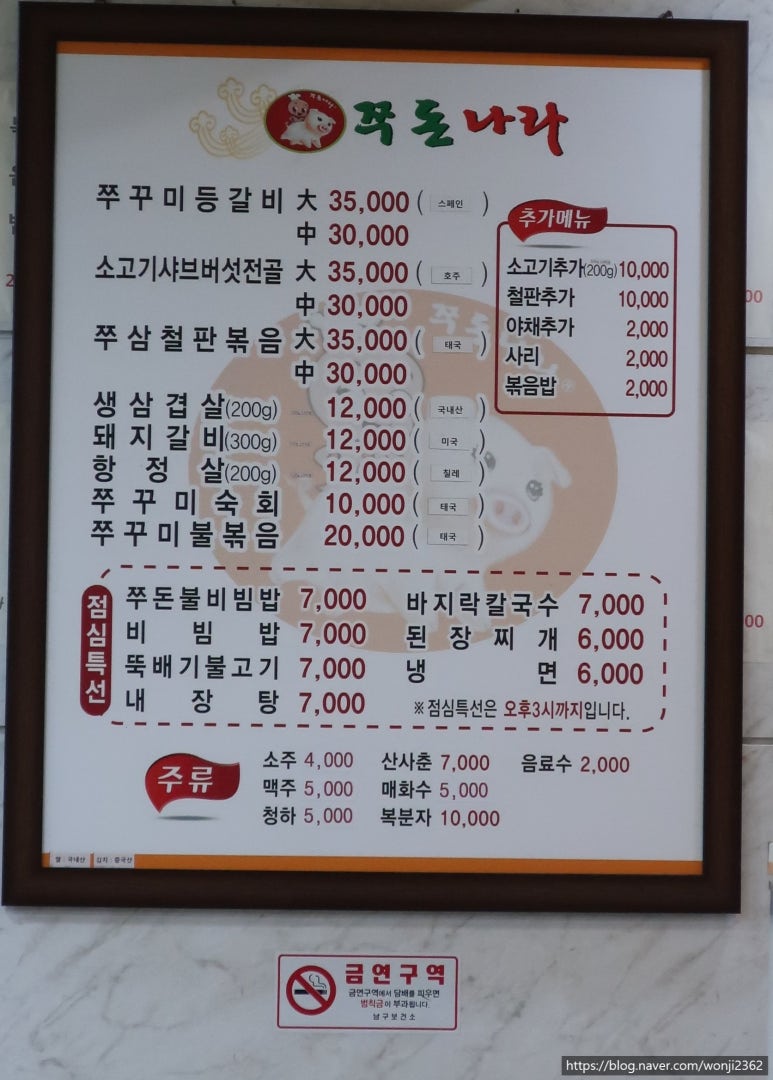 쭈돈나라
쭈꾸미등갈비 大 35,000 ( 스페인 )
中 30,000
소고기샤브버섯전골 大 35,000 ( 호주 )
中 30,000
쭈삼철판볶음 大 35,000 ( 태국 )
中 30,000
생삼겹살(200g) 12,000 ( 국내산 )
돼지갈비(300g) 12,000 ( 미국 )
항정살(200g) 12,000 ( 칠레 )
쭈꾸미숙회 10,000 ( 태국 )
쭈꾸미불볶음 20,000 ( 태국 )
추가메뉴
소고기추가(200g) 10,000
철판추가 10,000
야채추가 2,000
사리 2,000
볶음밥 2,000
점심특선
쭈돈불비빔밥 7,000
비빔밥 7,000
뚝배기불고기 7,000
내장탕 7,000
바지락칼국수 7,000
된장찌개 6,000
냉면 6,000
※ 점심특선은 오후3시까지입니다.
주류
소주 4,000 산사춘 7,000 음료수 2,000
맥주 5,000 매화수 5,000
청하 5,000 복분자 10,000
쌀 : 국내산 김치 : 중국산
금연구역
금연구역에서 담배를 피우면
범칙금이 부과됩니다.
남구보건소
https://blog.naver.com/wonji2362